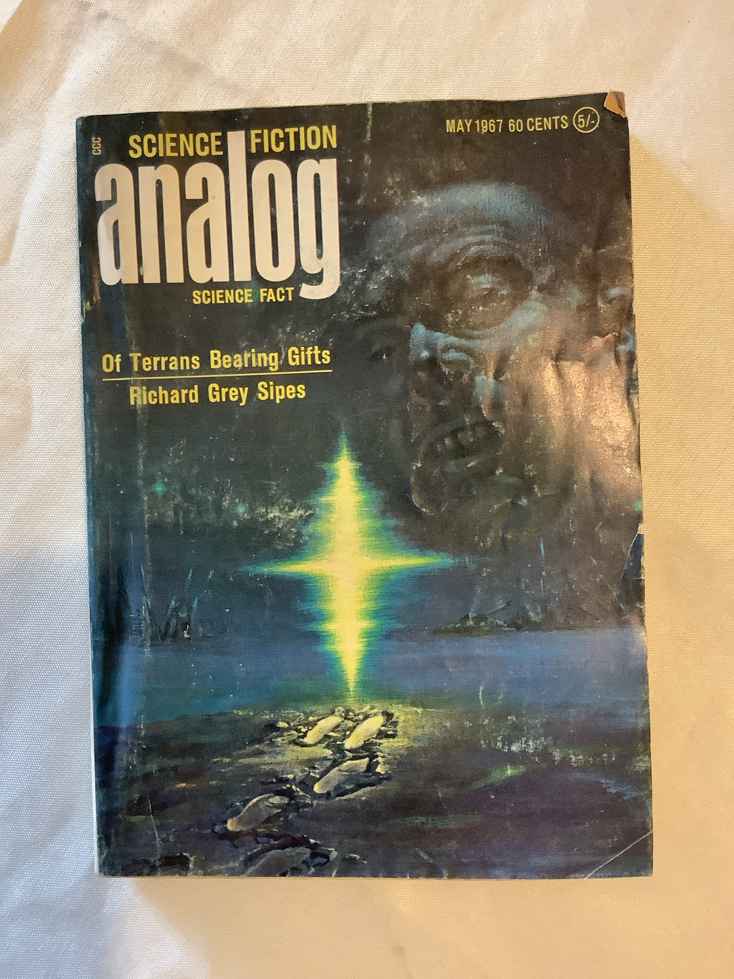 CCC
SCIENCE FICTION
analog
SCIENCE FACT
MAY 1967 60 CENTS 5/-
Of Terrans Bearing Gifts
Richard Grey Sipes